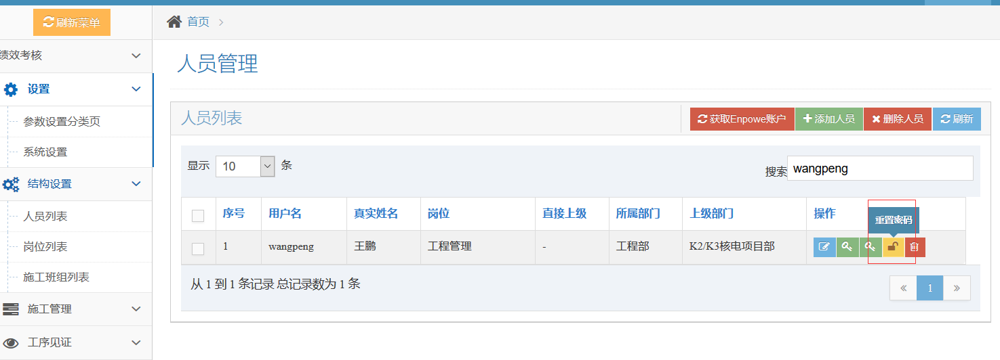 刷新菜单
首页
绩效考核
设置
参数设置分类页
系统设置
结构设置
人员列表
岗位列表
施工班组列表
施工管理
工序见证
人员管理
人员列表
获取Enpowe账户 添加人员 删除人员 刷新
显示 10 条
搜索 wangpeng
序号 用户名 真实姓名 岗位 直接上级 所属部门 上级部门 操作
重置密码
1 wangpeng 王鹏 工程管理 - 工程部 K2/K3核电项目部
从 1 到 1 条记录 总记录数为 1 条
« 1 »